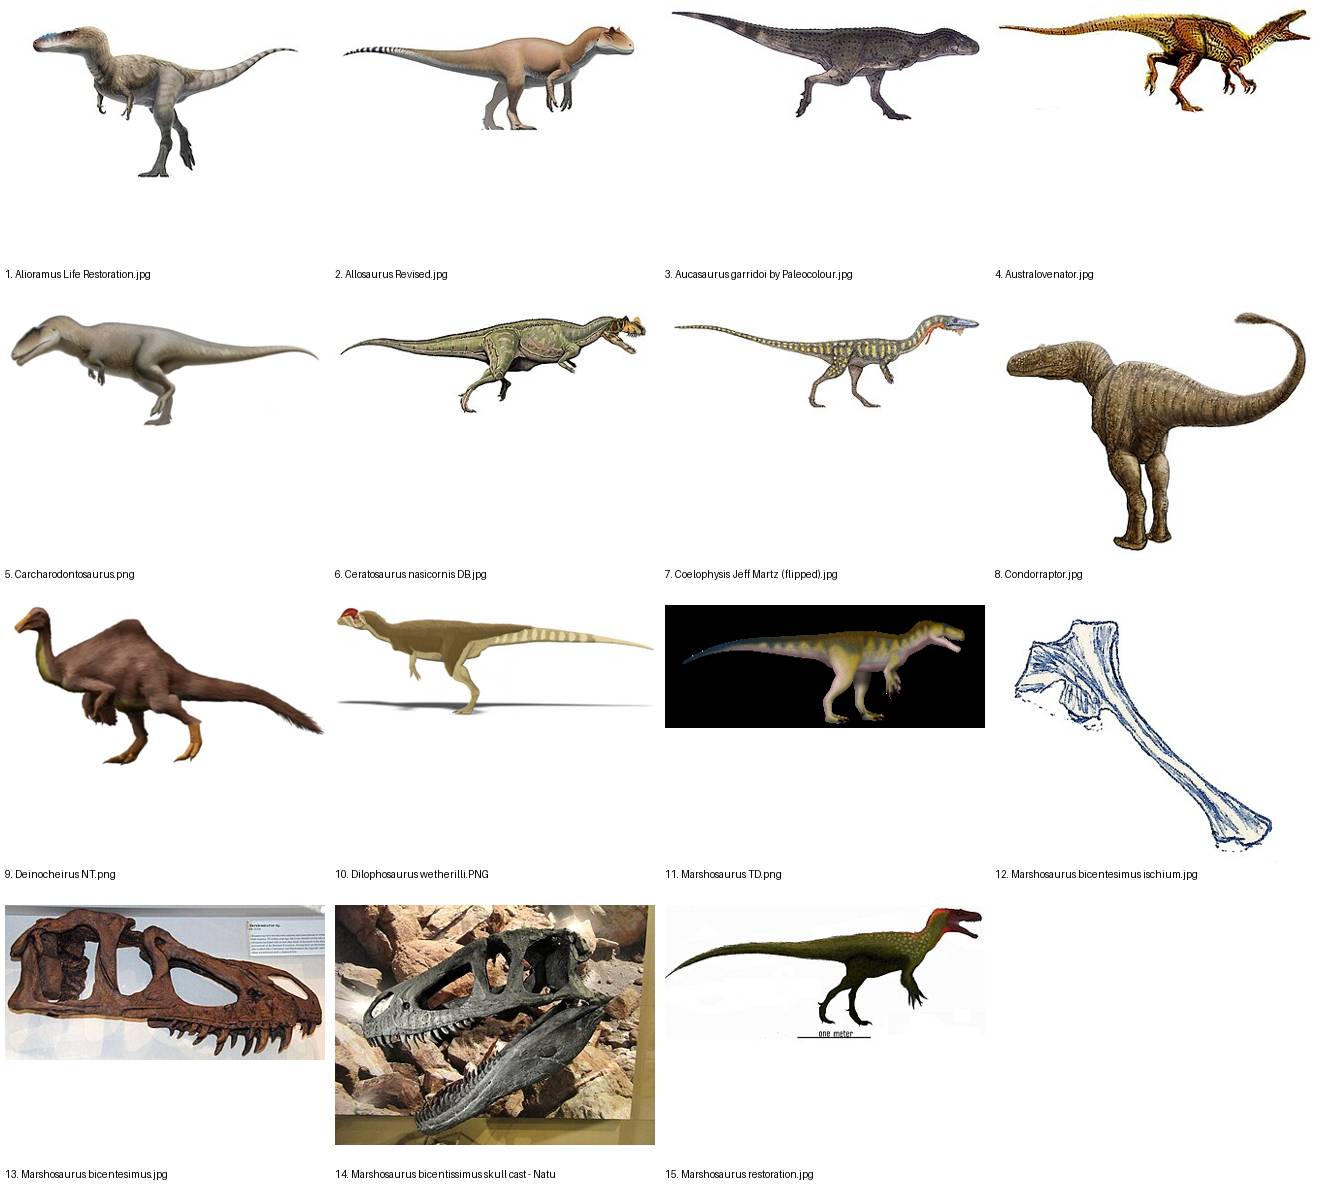 1. Alioramus Life Restoration.jpg
2. Allosaurus Revised.jpg
3. Aucasaurus garridoi by Paleocolour.jpg
4. Australovenator.jpg
5. Carcharodontosaurus.png
6. Ceratosaurus nasicornis DB.jpg
7. Coelophysis Jeff Martz (flipped).jpg
8. Condorraptor.jpg
9. Deinocheirus NT.png
10. Dilophosaurus wetherilli.PNG
11. Marshosaurus TD.png
12. Marshosaurus bicentesimus ischium.jpg
one meter
13. Marshosaurus bicentesimus.jpg
14. Marshosaurus bicentissimus skull cast - Natu
15. Marshosaurus restoration.jpg